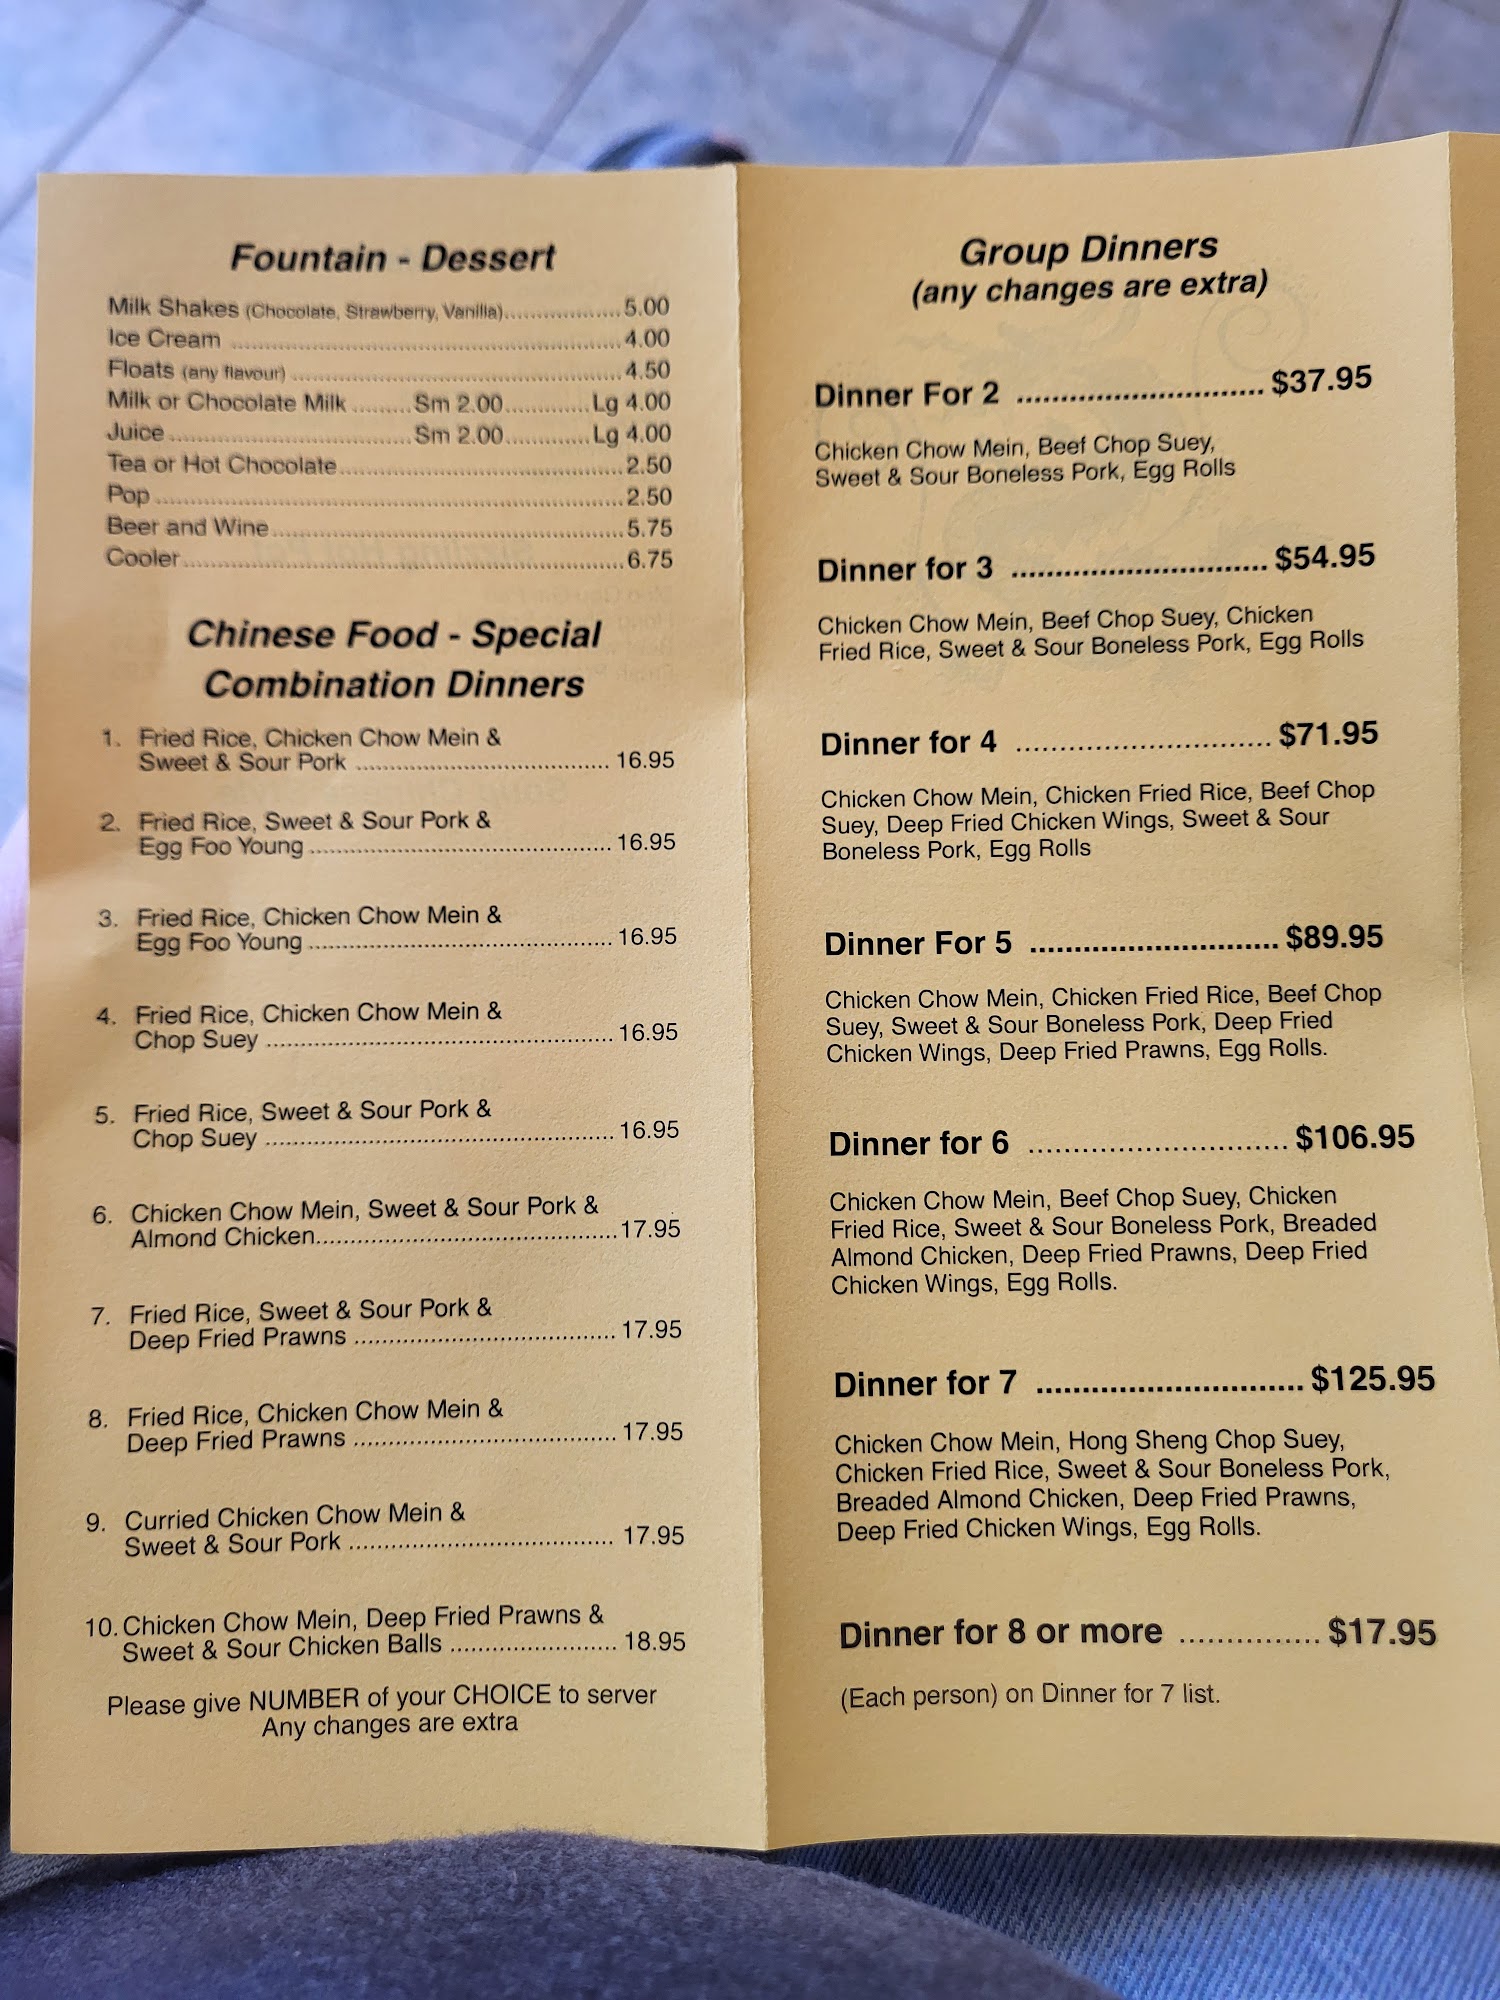 Fountain - Dessert
Milk Shakes (Chocolate, Strawberry, Vanilla)..................5.00
Ice Cream ..................................................4.00
Floats (any flavour) ...........................................4.50
Milk or Chocolate Milk .........Sm 2.00.............Lg 4.00
Juice ...............................Sm 2.00.............Lg 4.00
Tea or Hot Chocolate.....................................2.50
Pop .............................................................2.50
Beer and Wine..............................................5.75
Cooler..........................................................6.75
Chinese Food - Special
Combination Dinners
1. Fried Rice, Chicken Chow Mein &
Sweet & Sour Pork .................................... 16.95
2. Fried Rice, Sweet & Sour Pork &
Egg Foo Young ........................................... 16.95
3. Fried Rice, Chicken Chow Mein &
Egg Foo Young ........................................... 16.95
4. Fried Rice, Chicken Chow Mein &
Chop Suey ................................................. 16.95
5. Fried Rice, Sweet & Sour Pork &
Chop Suey ................................................. 16.95
6. Chicken Chow Mein, Sweet & Sour Pork &
Almond Chicken...........................................17.95
7. Fried Rice, Sweet & Sour Pork &
Deep Fried Prawns ..................................... 17.95
8. Fried Rice, Chicken Chow Mein &
Deep Fried Prawns ..................................... 17.95
9. Curried Chicken Chow Mein &
Sweet & Sour Pork ...................................... 17.95
10. Chicken Chow Mein, Deep Fried Prawns &
Sweet & Sour Chicken Balls ........................ 18.95
Please give NUMBER of your CHOICE to server
Any changes are extra
Group Dinners
(any changes are extra)
Dinner For 2 ........................... $37.95
Chicken Chow Mein, Beef Chop Suey,
Sweet & Sour Boneless Pork, Egg Rolls
Dinner for 3 ............................ $54.95
Chicken Chow Mein, Beef Chop Suey, Chicken
Fried Rice, Sweet & Sour Boneless Pork, Egg Rolls
Dinner for 4 ............................ $71.95
Chicken Chow Mein, Chicken Fried Rice, Beef Chop
Suey, Deep Fried Chicken Wings, Sweet & Sour
Boneless Pork, Egg Rolls
Dinner For 5 ........................... $89.95
Chicken Chow Mein, Chicken Fried Rice, Beef Chop
Suey, Sweet & Sour Boneless Pork, Deep Fried
Chicken Wings, Deep Fried Prawns, Egg Rolls.
Dinner for 6 ............................ $106.95
Chicken Chow Mein, Beef Chop Suey, Chicken
Fried Rice, Sweet & Sour Boneless Pork, Breaded
Almond Chicken, Deep Fried Prawns, Deep Fried
Chicken Wings, Egg Rolls.
Dinner for 7 ............................. $125.95
Chicken Chow Mein, Hong Sheng Chop Suey,
Chicken Fried Rice, Sweet & Sour Boneless Pork,
Breaded Almond Chicken, Deep Fried Prawns,
Deep Fried Chicken Wings, Egg Rolls.
Dinner for 8 or more ............... $17.95
(Each person) on Dinner for 7 list.